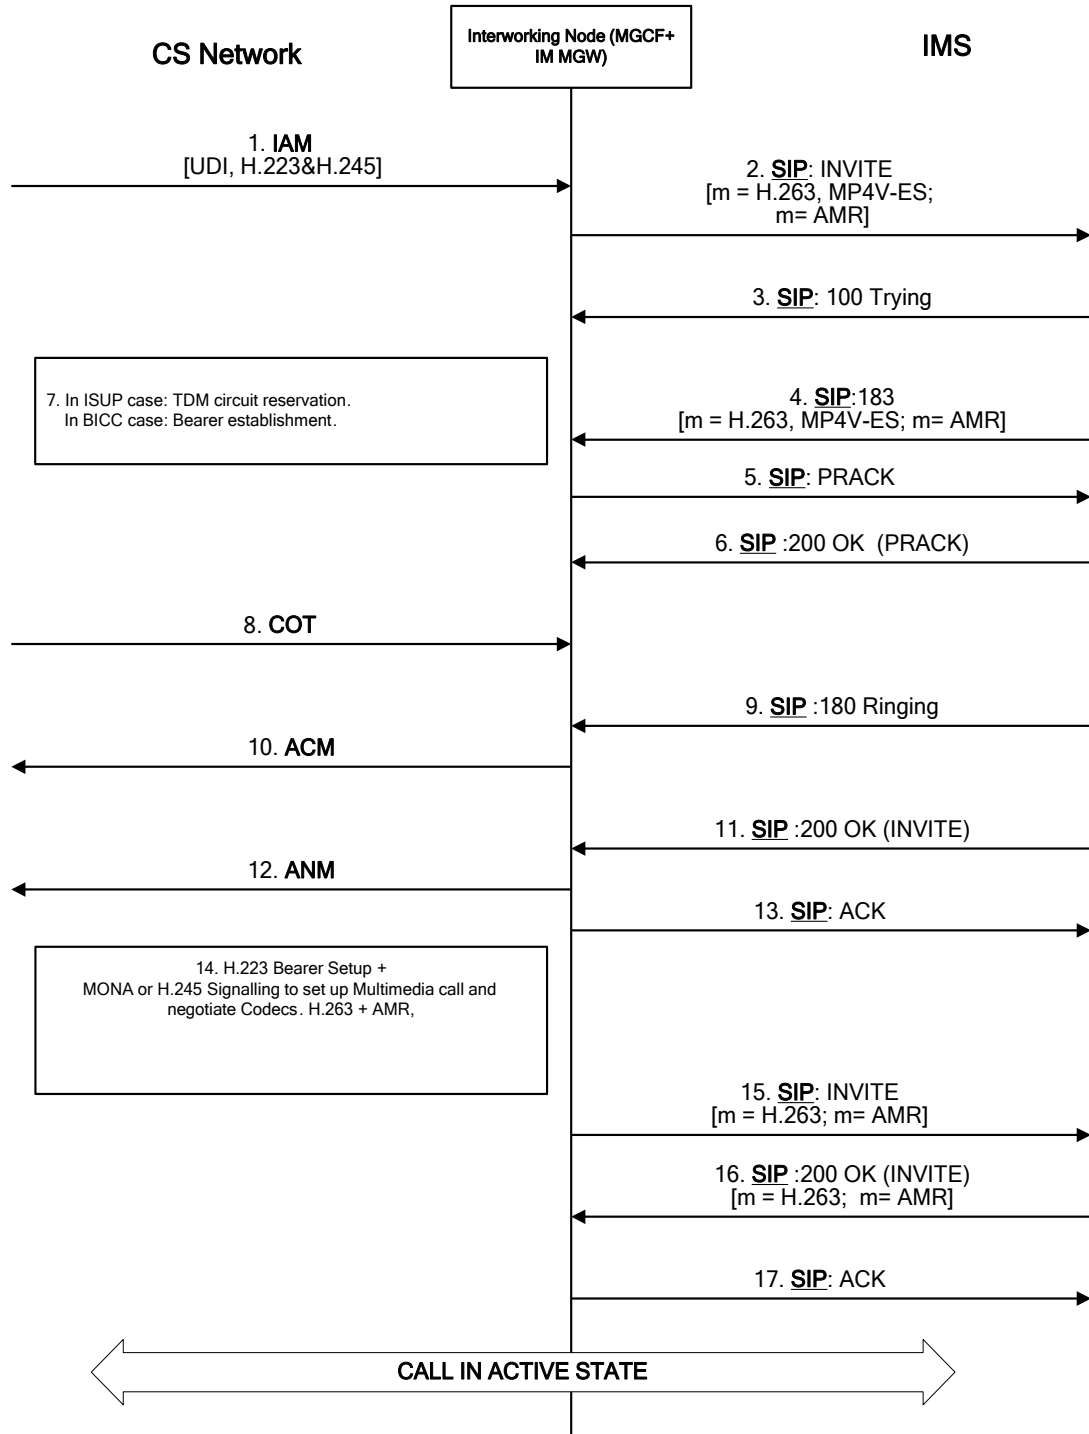 CS Network
Interworking Node (MGCF+
IM MGW)
IMS
1. IAM
[UDI, H.223&H.245]
2. SIP: INVITE
[m = H.263, MP4V-ES;
m= AMR]
3. SIP: 100 Trying
7. In ISUP case: TDM circuit reservation.
In BICC case: Bearer establishment.
4. SIP:183
[m = H.263, MP4V-ES; m= AMR]
5. SIP: PRACK
6. SIP :200 OK (PRACK)
8. COT
9. SIP :180 Ringing
10. ACM
11. SIP :200 OK (INVITE)
12. ANM
13. SIP: ACK
14. H.223 Bearer Setup +
MONA or H.245 Signalling to set up Multimedia call and
negotiate Codecs. H.263 + AMR,
15. SIP: INVITE
[m = H.263; m= AMR]
16. SIP :200 OK (INVITE)
[m = H.263; m= AMR]
17. SIP: ACK
CALL IN ACTIVE STATE